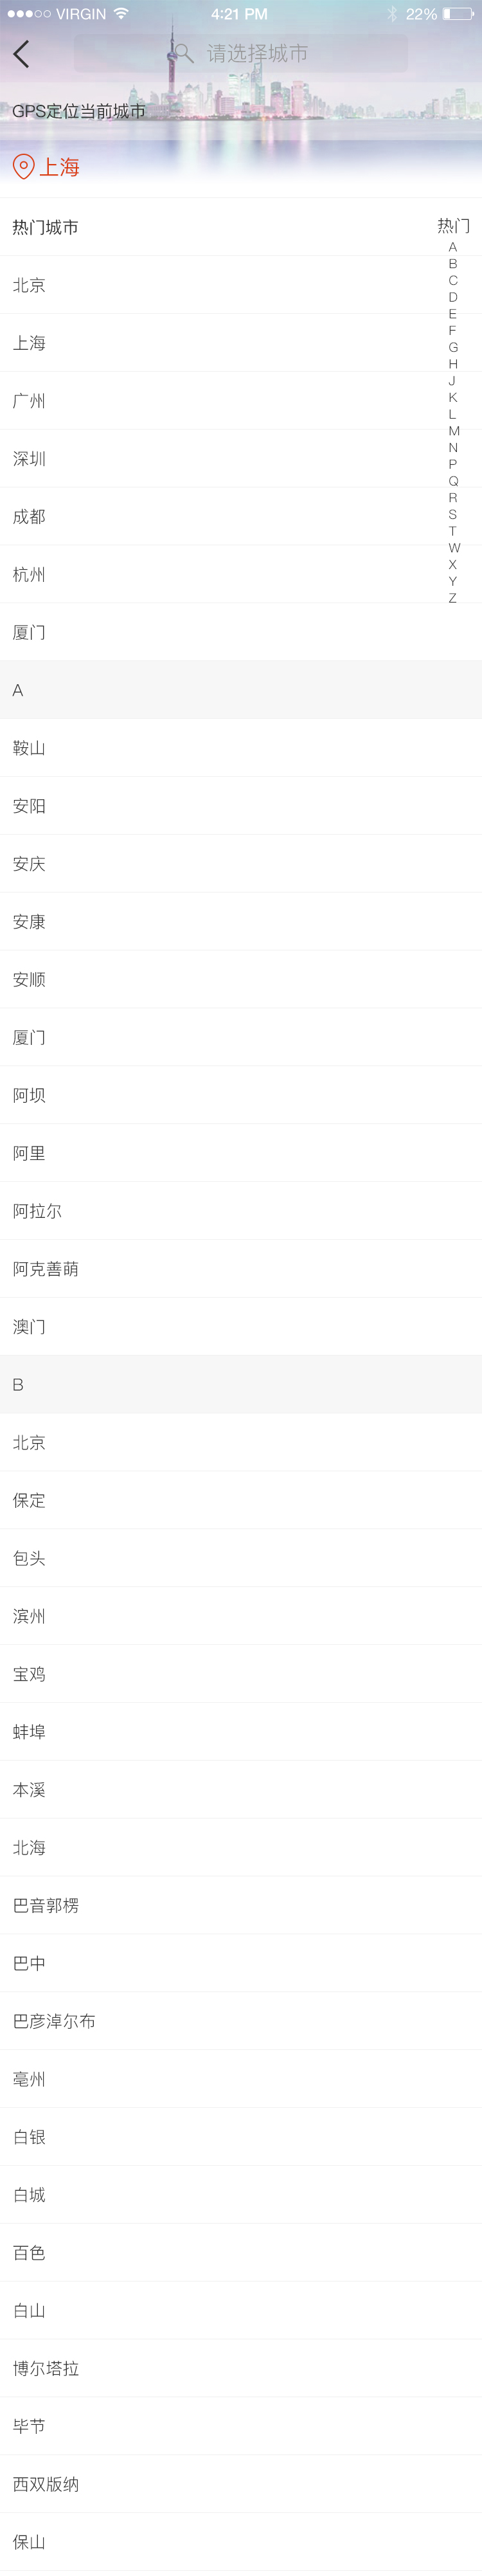 VIRGIN 4:21 PM 22%
请选择城市
GPS定位当前城市
上海
热门城市
热门
A
B
C
D
E
F
G
H
J
K
L
M
N
P
Q
R
S
T
W
X
Y
Z
北京
上海
广州
深圳
成都
杭州
厦门
A
鞍山
安阳
安庆
安康
安顺
厦门
阿坝
阿里
阿拉尔
阿克善萌
澳门
B
北京
保定
包头
滨州
宝鸡
蚌埠
本溪
北海
巴音郭楞
巴中
巴彦淖尔布
亳州
白银
白城
百色
白山
博尔塔拉
毕节
西双版纳
保山